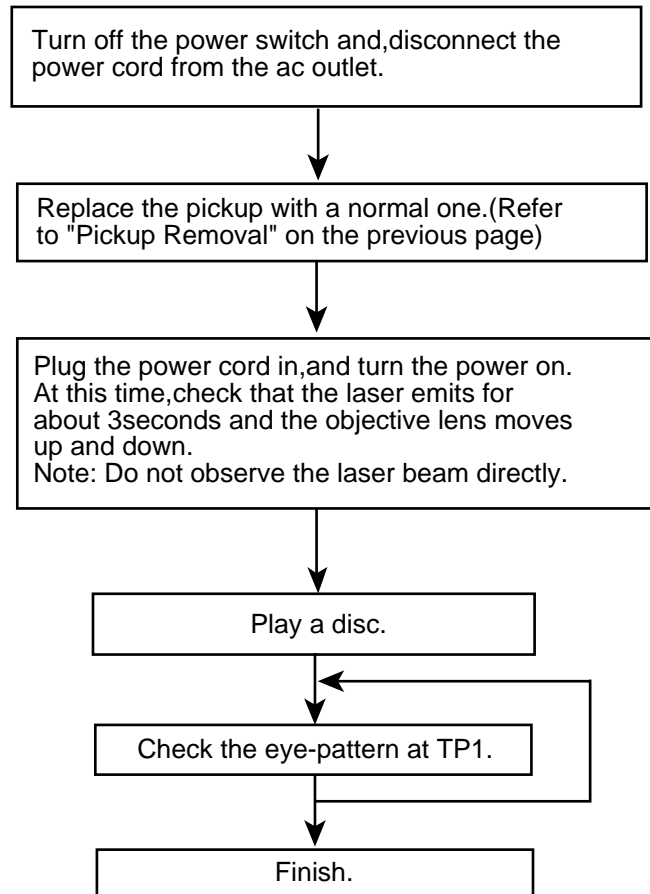 Turn off the power switch and,disconnect the
power cord from the ac outlet.
Replace the pickup with a normal one.(Refer
to "Pickup Removal" on the previous page)
Plug the power cord in,and turn the power on.
At this time,check that the laser emits for
about 3seconds and the objective lens moves
up and down.
Note: Do not observe the laser beam directly.
Play a disc.
Check the eye-pattern at TP1.
Finish.